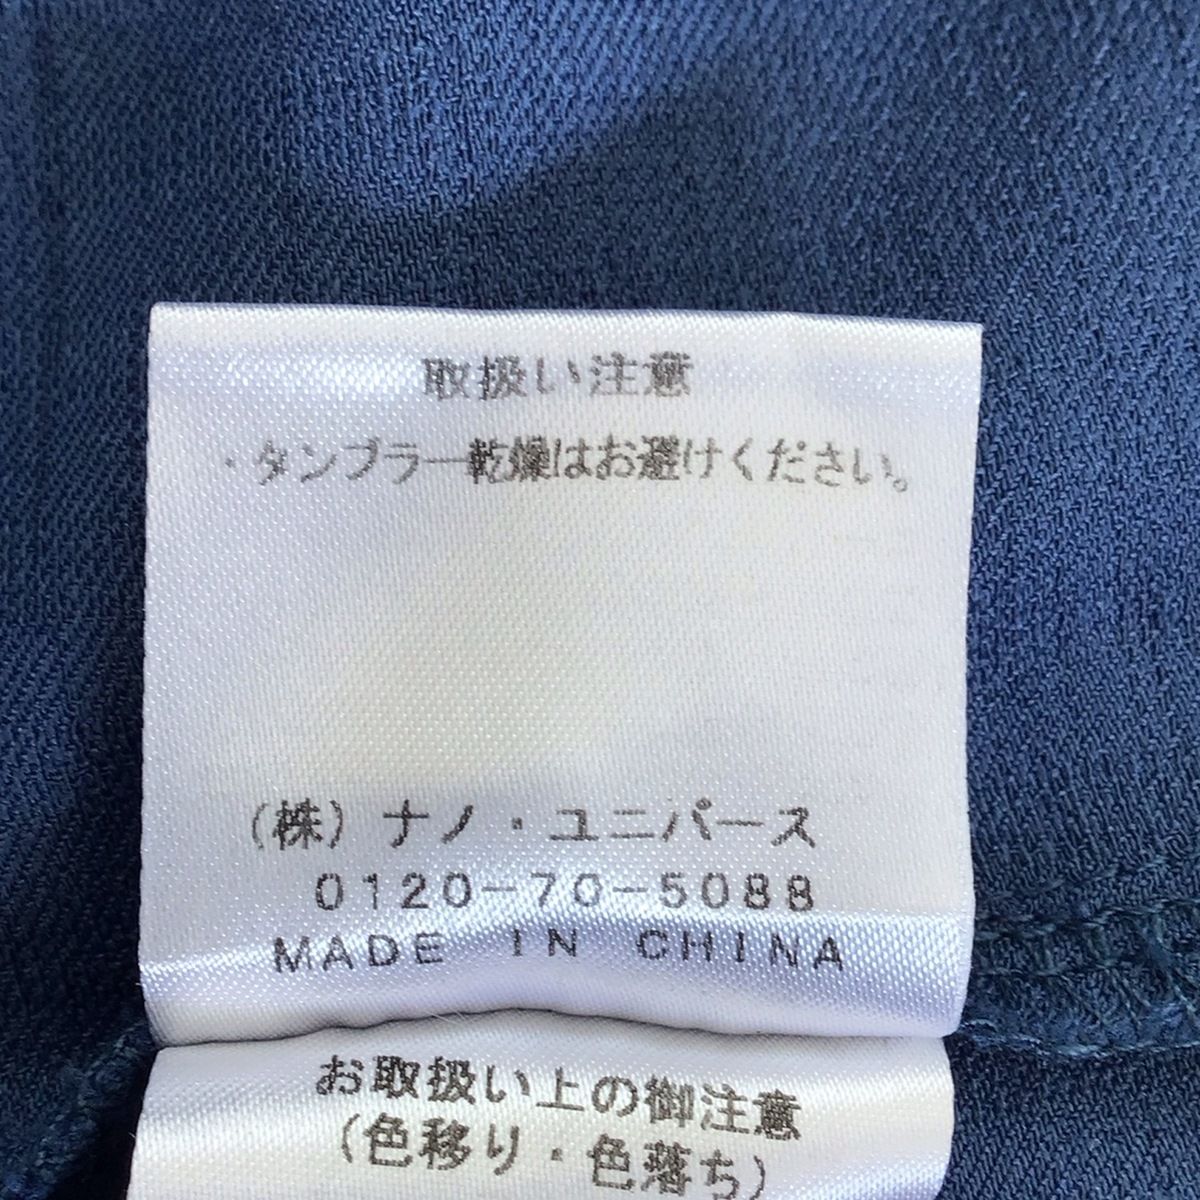 取扱い注意
・タンブラー乾燥はお避けください。
(株)ナノ・ユニバース
0120-70-5088
MADE IN CHINA
お取扱い上の御注意
(色移り・色落ち)